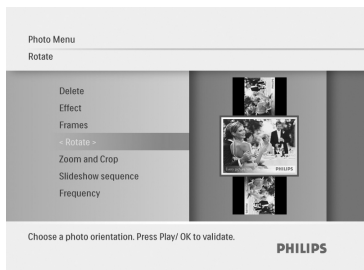 Photo Menu
Rotate
Delete
Effect
Frames
< Rotate >
Zoom and Crop
Slideshow sequence
Frequency
PHILIPS
Choose a photo orientation. Press Play/ OK to validate.
PHILIPS